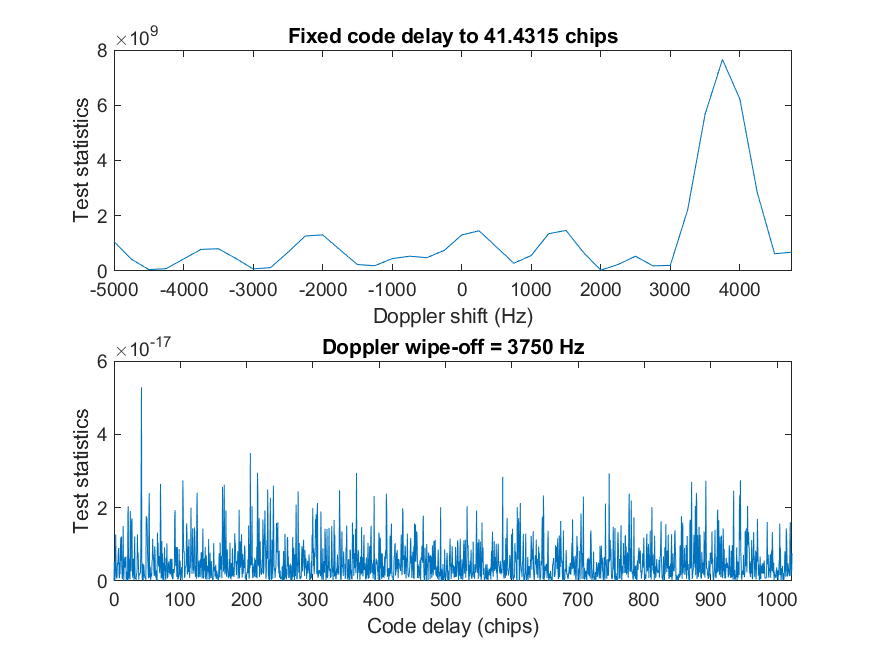 ×10^9
Fixed code delay to 41.4315 chips
8
6
4
2
0
Test statistics
-5000 -4000 -3000 -2000 -1000 0 1000 2000 3000 4000
Doppler shift (Hz)
×10^-17
Doppler wipe-off = 3750 Hz
6
4
2
0
Test statistics
0 100 200 300 400 500 600 700 800 900 1000
Code delay (chips)